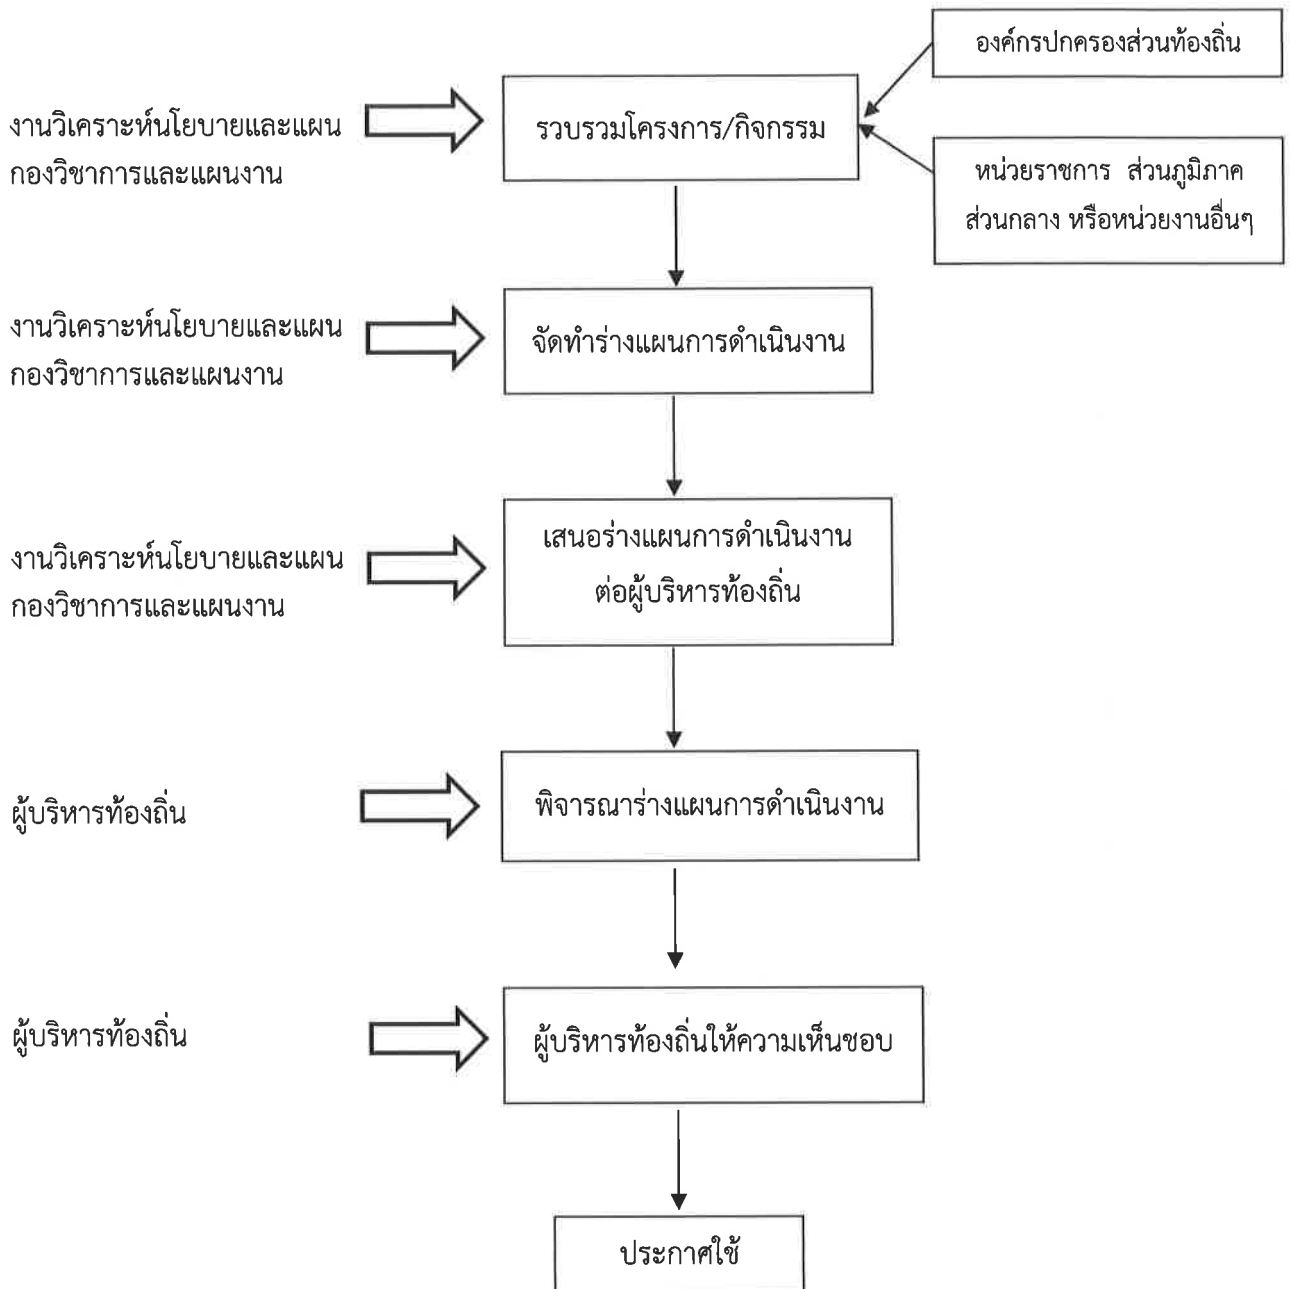 องค์กรปกครองส่วนท้องถิ่น
งานวิเคราะห์นโยบายและแผน
กองวิชาการและแผนงาน
รวบรวมโครงการ/กิจกรรม
หน่วยราชการ ส่วนภูมิภาค
ส่วนกลาง หรือหน่วยงานอื่นๆ
งานวิเคราะห์นโยบายและแผน
กองวิชาการและแผนงาน
จัดทำร่างแผนการดำเนินงาน
งานวิเคราะห์นโยบายและแผน
กองวิชาการและแผนงาน
เสนอร่างแผนการดำเนินงาน
ต่อผู้บริหารท้องถิ่น
ผู้บริหารท้องถิ่น
พิจารณาร่างแผนการดำเนินงาน
ผู้บริหารท้องถิ่น
ผู้บริหารท้องถิ่นให้ความเห็นชอบ
ประกาศใช้